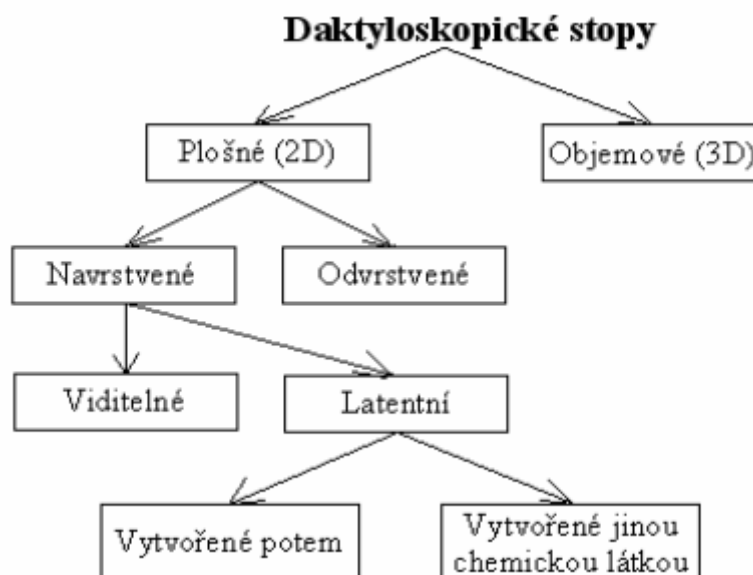 Daktyloskopické stopy
Plošné (2D)
Objemové (3D)
Navrstvené
Odvrstvené
Viditelné
Latentní
Vytvořené potem
Vytvořené jinou
chemickou látkou